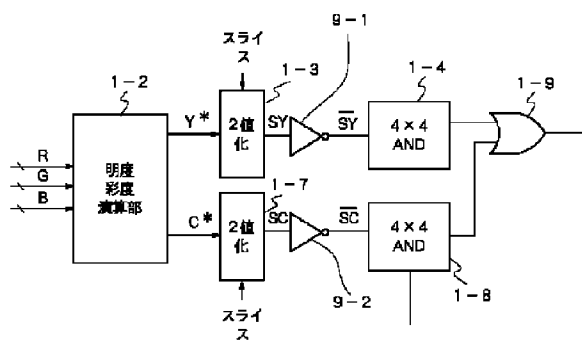 スライ
ス
9-1
1-2
1-3
1-4
1-9
Y*
2値
化
SY
S̅Y̅
4×4
AND
R
G
B
明度
彩度
演算部
1-7
C*
2値
化
SC
S̅C̅
4×4
AND
9-2
1-8
スライ
ス